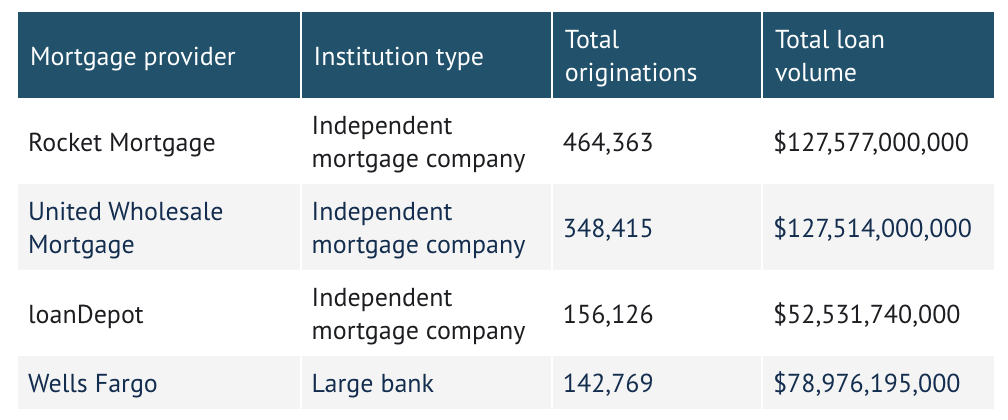 Mortgage provider Institution type Total originations Total loan volume
Rocket Mortgage Independent mortgage company 464,363 $127,577,000,000
United Wholesale Mortgage Independent mortgage company 348,415 $127,514,000,000
loanDepot Independent mortgage company 156,126 $52,531,740,000
Wells Fargo Large bank 142,769 $78,976,195,000